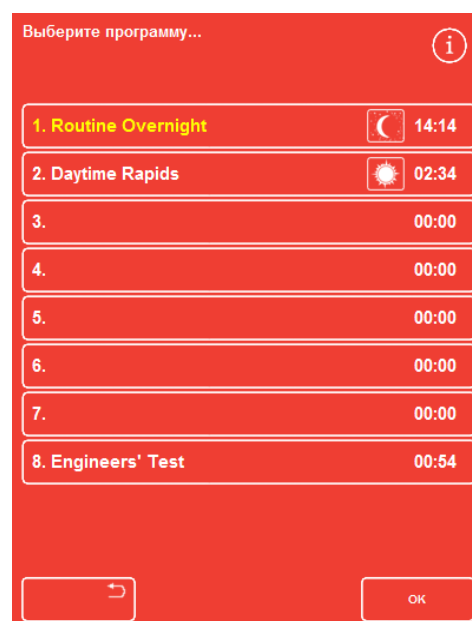 Выберите программу...
i
1. Routine Overnight 14:14
2. Daytime Rapids 02:34
3. 00:00
4. 00:00
5. 00:00
6. 00:00
7. 00:00
8. Engineers' Test 00:54
ОК